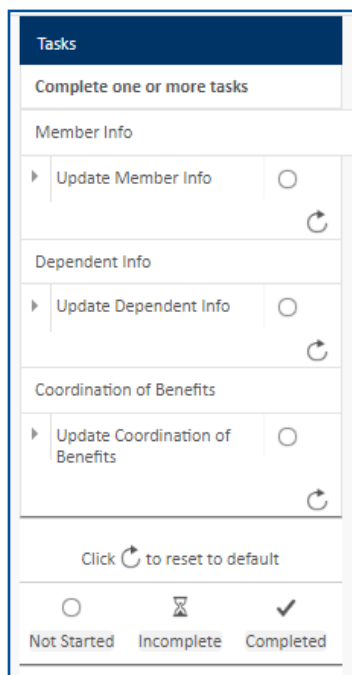 Tasks
Complete one or more tasks
Member Info
Update Member Info
Dependent Info
Update Dependent Info
Coordination of Benefits
Update Coordination of
Benefits
Click to reset to default
Not Started Incomplete Completed